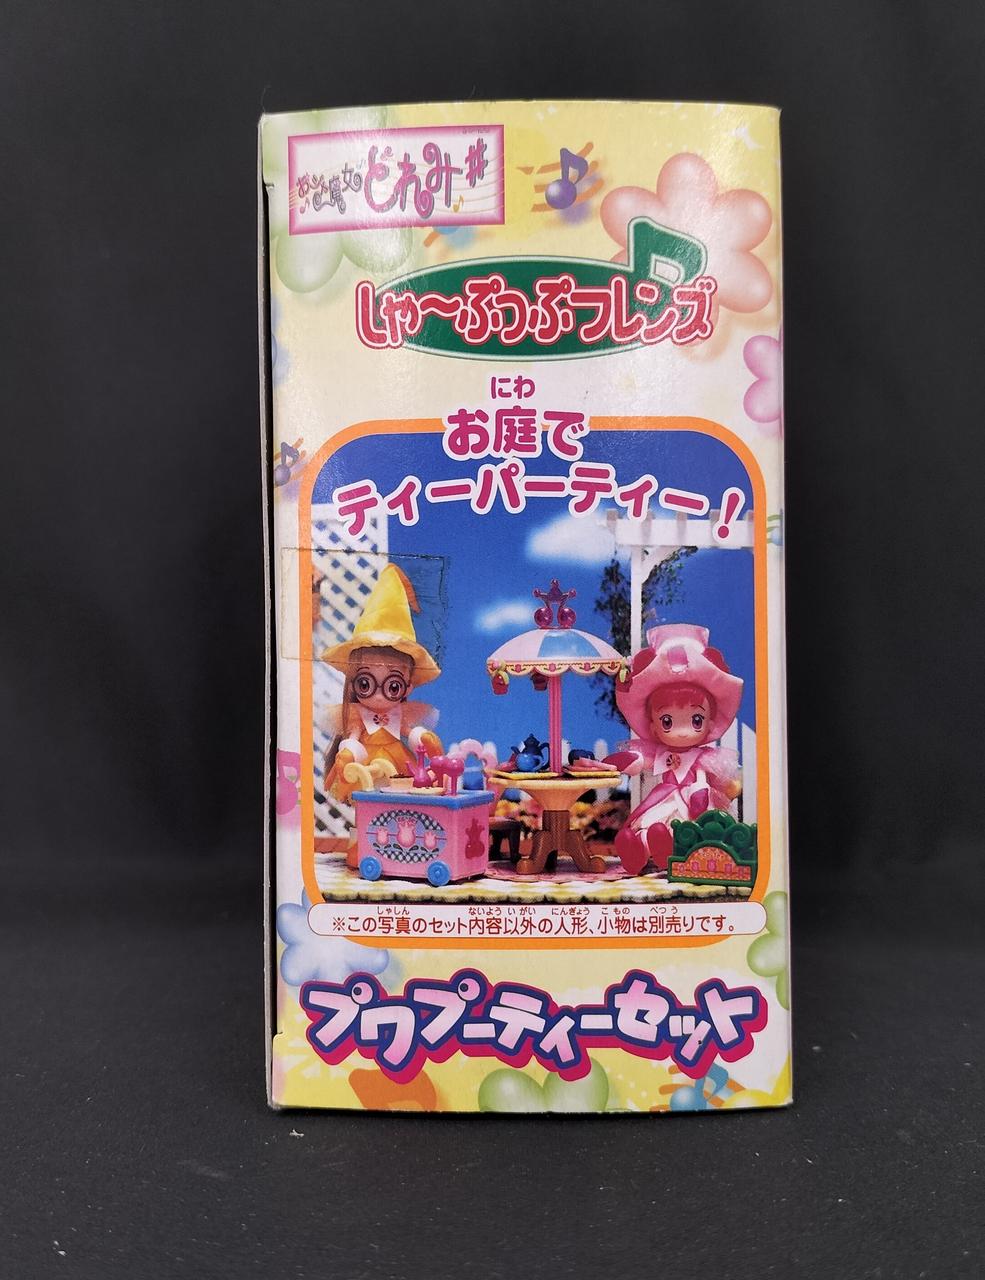 おジャ魔女どれみ#
しゃ〜ぷっぷフレンズ
にわ
お庭で
ティーパーティー!
しゃしん ないよう いがい にんぎょう こもの べつう
※この写真のセット内容以外の人形、小物は別売りです。
プワプーティーセット